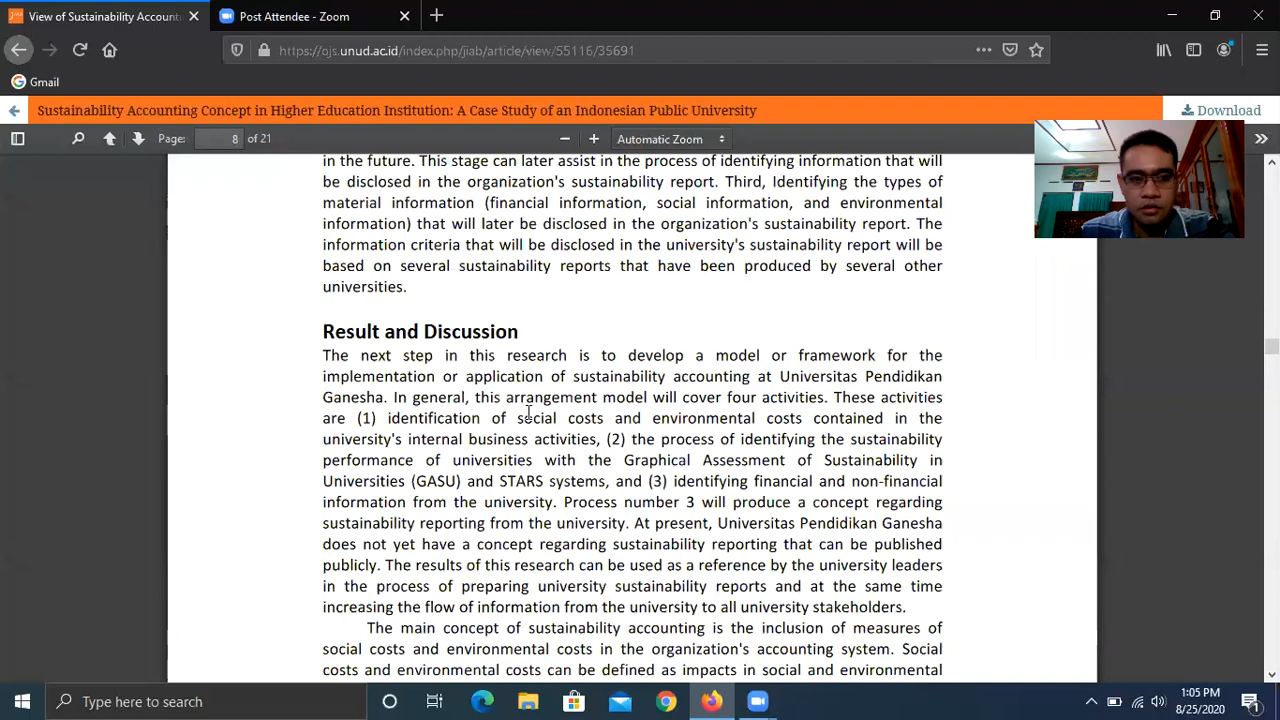 View of Sustainability Account
Post Attendee - Zoom
https://ojs.unud.ac.id/index.php/jiab/article/view/55116/35691
Gmail
Sustainability Accounting Concept in Higher Education Institution: A Case Study of an Indonesian Public University
Download
Page: 8 of 21
Automatic Zoom
in the future. This stage can later assist in the process of identifying information that will
be disclosed in the organization's sustainability report. Third, Identifying the types of
material information (financial information, social information, and environmental
information) that will later be disclosed in the organization's sustainability report. The
information criteria that will be disclosed in the university's sustainability report will be
based on several sustainability reports that have been produced by several other
universities.
Result and Discussion
The next step in this research is to develop a model or framework for the
implementation or application of sustainability accounting at Universitas Pendidikan
Ganesha. In general, this arrangement model will cover four activities. These activities
are (1) identification of social costs and environmental costs contained in the
university's internal business activities, (2) the process of identifying the sustainability
performance of universities with the Graphical Assessment of Sustainability in
Universities (GASU) and STARS systems, and (3) identifying financial and non-financial
information from the university. Process number 3 will produce a concept regarding
sustainability reporting from the university. At present, Universitas Pendidikan Ganesha
does not yet have a concept regarding sustainability reporting that can be published
publicly. The results of this research can be used as a reference by the university leaders
in the process of preparing university sustainability reports and at the same time
increasing the flow of information from the university to all university stakeholders.
The main concept of sustainability accounting is the inclusion of measures of
social costs and environmental costs in the organization's accounting system. Social
costs and environmental costs can be defined as impacts in social and environmental
Type here to search
1:05 PM
8/25/2020